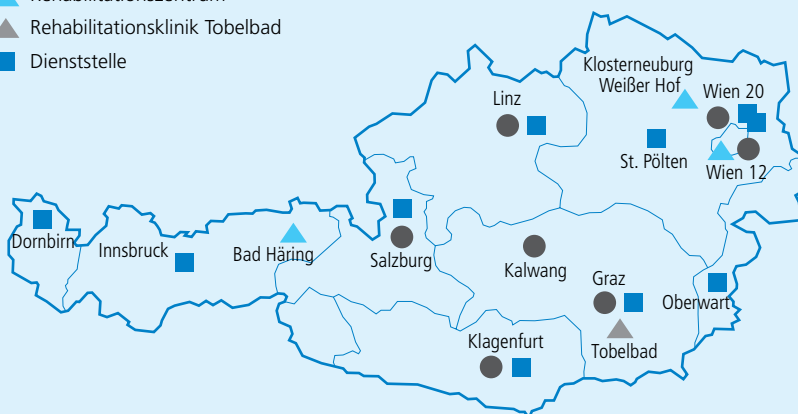 Rehabilitationszentrum
Rehabilitationsklinik Tobelbad
Dienststelle
Klosterneuburg
Weißer Hof
Wien 20
Linz
St. Pölten
Wien 12
Dornbirn
Innsbruck
Bad Häring
Salzburg
Kalwang
Graz
Oberwart
Tobelbad
Klagenfurt